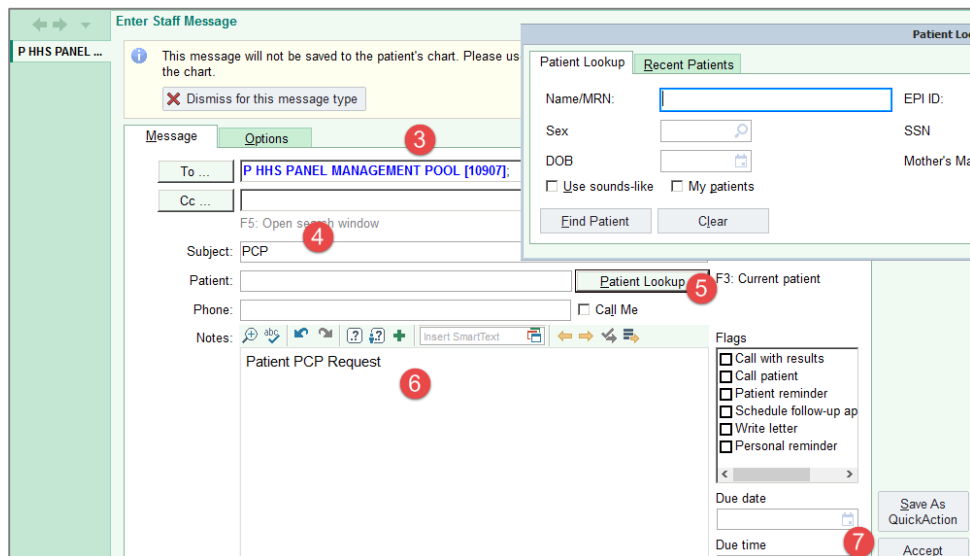 Enter Staff Message
P HHS PANEL ...
This message will not be saved to the patient's chart. Please us
the chart.
Dismiss for this message type
Message
Options
3
To ...
P HHS PANEL MANAGEMENT POOL [10907];
Cc ...
F5: Open search window
4
Subject:
PCP
Patient:
Patient Lookup
5
F3: Current patient
Phone:
Call Me
Notes:
abc
Insert SmartText
Patient PCP Request
6
Flags
Call with results
Call patient
Patient reminder
Schedule follow-up ap
Write letter
Personal reminder
Due date
Due time
7
Save As
QuickAction
Accept
Patient Loo
Patient Lookup
Recent Patients
Name/MRN:
EPI ID:
Sex
SSN
DOB
Mother's Ma
Use sounds-like
My patients
Find Patient
Clear